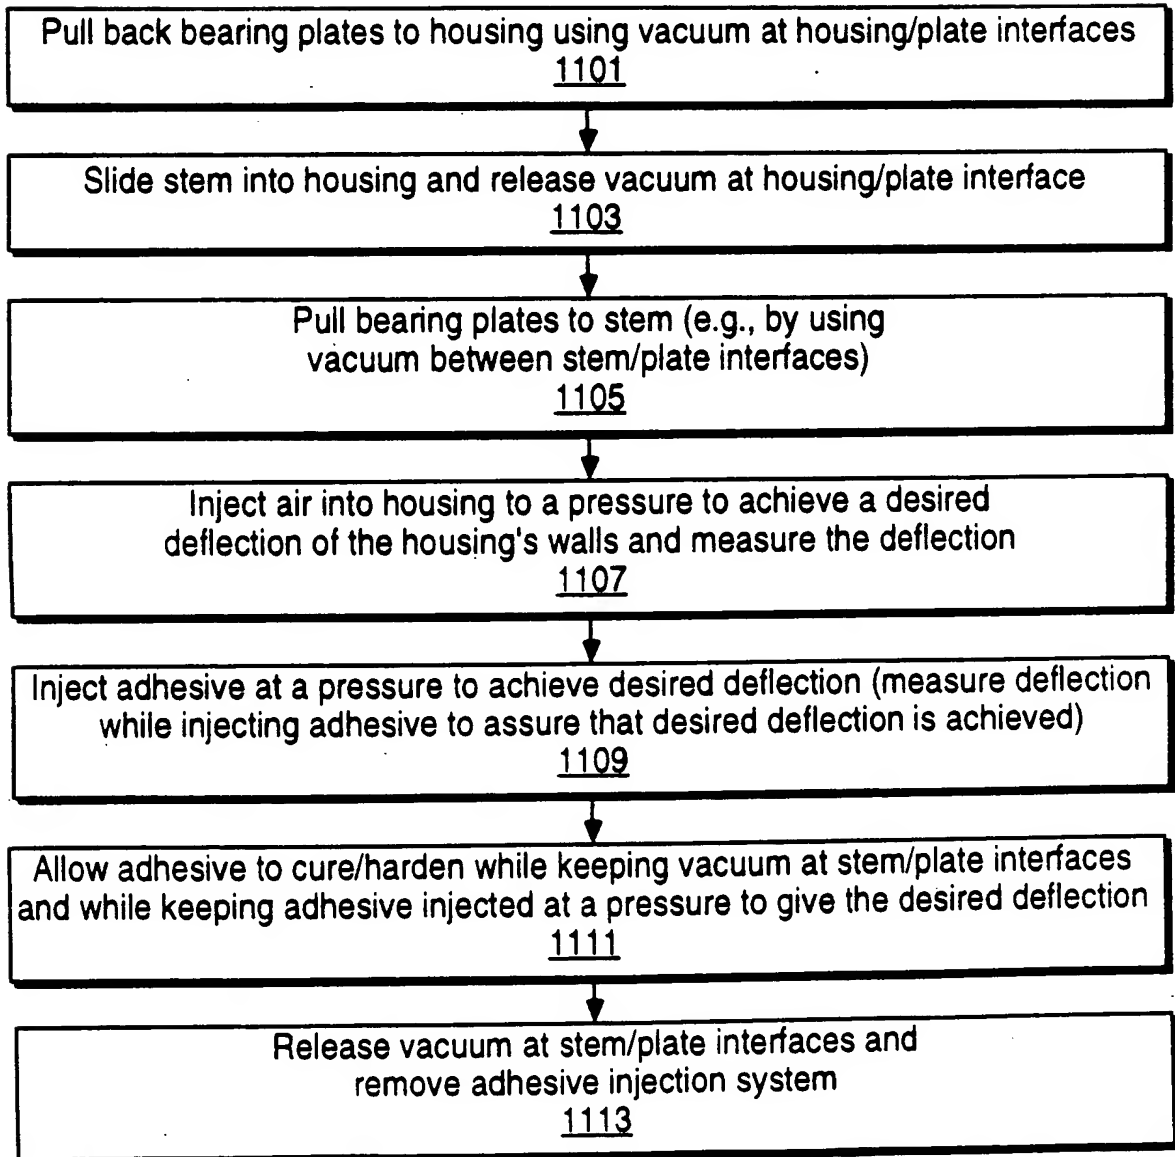 Pull back bearing plates to housing using vacuum at housing/plate interfaces
1101
Slide stem into housing and release vacuum at housing/plate interface
1103
Pull bearing plates to stem (e.g., by using
vacuum between stem/plate interfaces)
1105
Inject air into housing to a pressure to achieve a desired
deflection of the housing's walls and measure the deflection
1107
Inject adhesive at a pressure to achieve desired deflection (measure deflection
while injecting adhesive to assure that desired deflection is achieved)
1109
Allow adhesive to cure/harden while keeping vacuum at stem/plate interfaces
and while keeping adhesive injected at a pressure to give the desired deflection
1111
Release vacuum at stem/plate interfaces and
remove adhesive injection system
1113